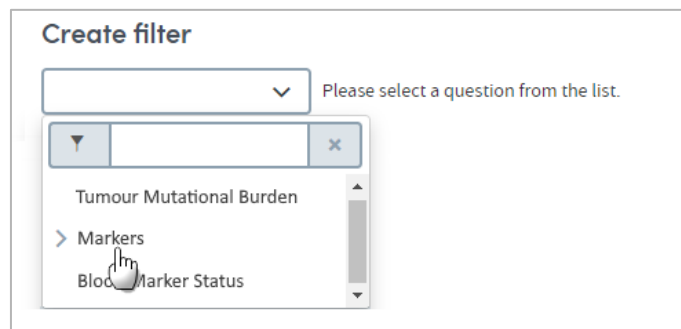 Create filter
Please select a question from the list.
Tumour Mutational Burden
Markers
Marker Status